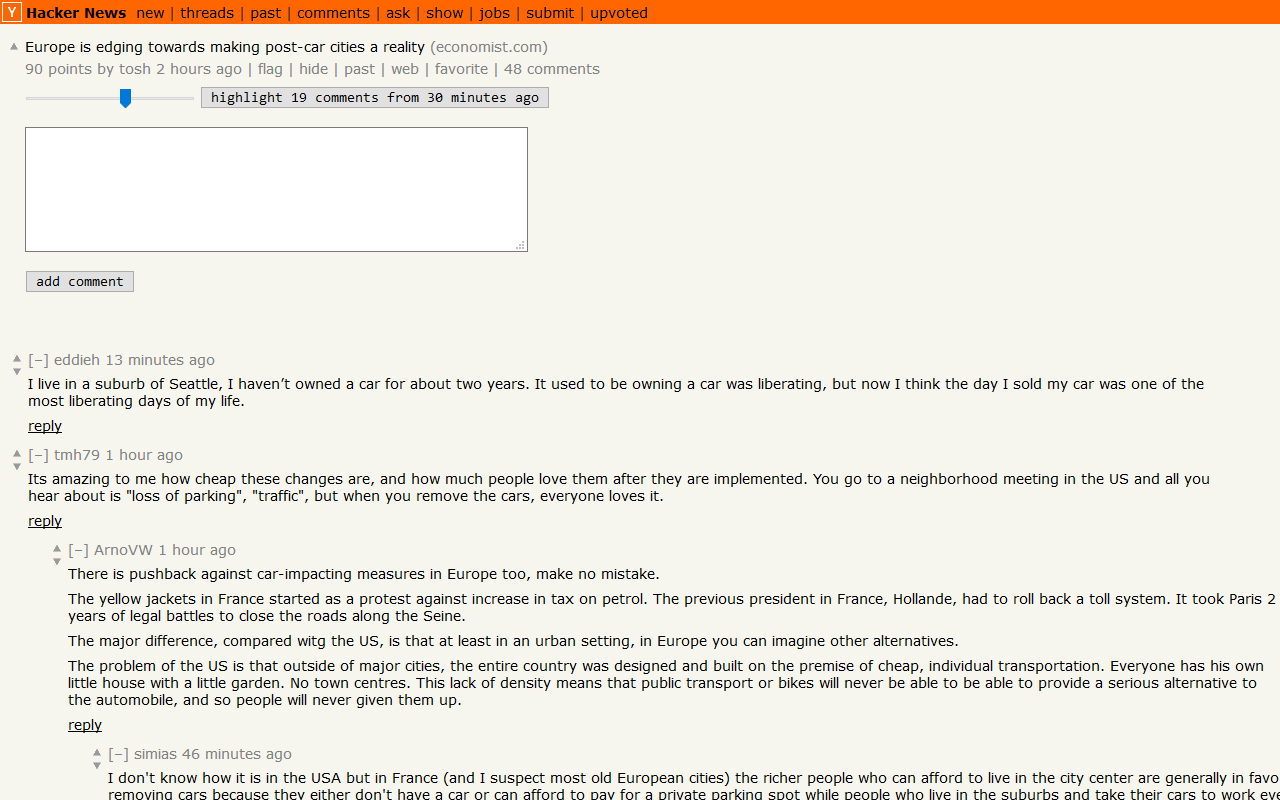 Y Hacker News new | threads | past | comments | ask | show | jobs | submit | upvoted
Europe is edging towards making post-car cities a reality (economist.com)
90 points by tosh 2 hours ago | flag | hide | past | web | favorite | 48 comments
highlight 19 comments from 30 minutes ago
add comment
[–] eddieh 13 minutes ago
I live in a suburb of Seattle, I haven’t owned a car for about two years. It used to be owning a car was liberating, but now I think the day I sold my car was one of the
most liberating days of my life.
reply
[–] tmh79 1 hour ago
Its amazing to me how cheap these changes are, and how much people love them after they are implemented. You go to a neighborhood meeting in the US and all you
hear about is "loss of parking", "traffic", but when you remove the cars, everyone loves it.
reply
[–] ArnoVW 1 hour ago
There is pushback against car-impacting measures in Europe too, make no mistake.
The yellow jackets in France started as a protest against increase in tax on petrol. The previous president in France, Hollande, had to roll back a toll system. It took Paris 2
years of legal battles to close the roads along the Seine.
The major difference, compared witg the US, is that at least in an urban setting, in Europe you can imagine other alternatives.
The problem of the US is that outside of major cities, the entire country was designed and built on the premise of cheap, individual transportation. Everyone has his own
little house with a little garden. No town centres. This lack of density means that public transport or bikes will never be able to be able to provide a serious alternative to
the automobile, and so people will never given them up.
reply
[–] simias 46 minutes ago
I don't know how it is in the USA but in France (and I suspect most old European cities) the richer people who can afford to live in the city center are generally in favo
removing cars because they either don't have a car or can afford to pay for a private parking spot while people who live in the suburbs and take their cars to work eve